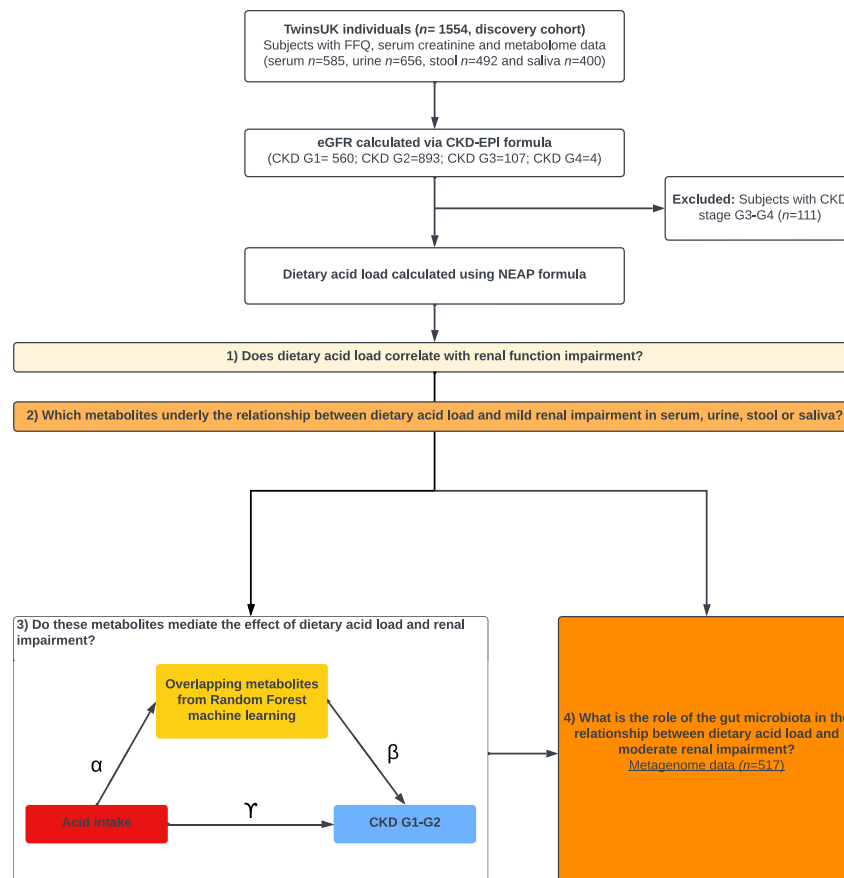 TwinsUK individuals (n= 1554, discovery cohort)
Subjects with FFQ, serum creatinine and metabolome data
(serum n=585, urine n=656, stool n=492 and saliva n=400)
eGFR calculated via CKD-EPI formula
(CKD G1= 560; CKD G2=893; CKD G3=107; CKD G4=4)
Excluded: Subjects with CKD
stage G3-G4 (n=111)
Dietary acid load calculated using NEAP formula
1) Does dietary acid load correlate with renal function impairment?
2) Which metabolites underly the relationship between dietary acid load and mild renal impairment in serum, urine, stool or saliva?
3) Do these metabolites mediate the effect of dietary acid load and renal
impairment?
Overlapping metabolites
from Random Forest
machine learning
α
β
ϒ
Acid intake
CKD G1-G2
4) What is the role of the gut microbiota in the
relationship between dietary acid load and
moderate renal impairment?
Metagenome data (n=517)